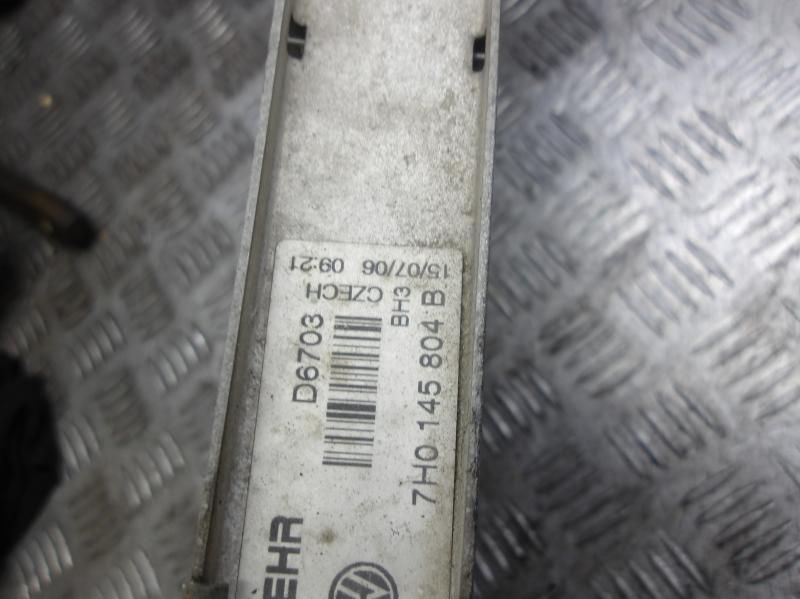 EHR
D6703
CZECH
15/07/06 09:21
BH3
7H0 145 804 B